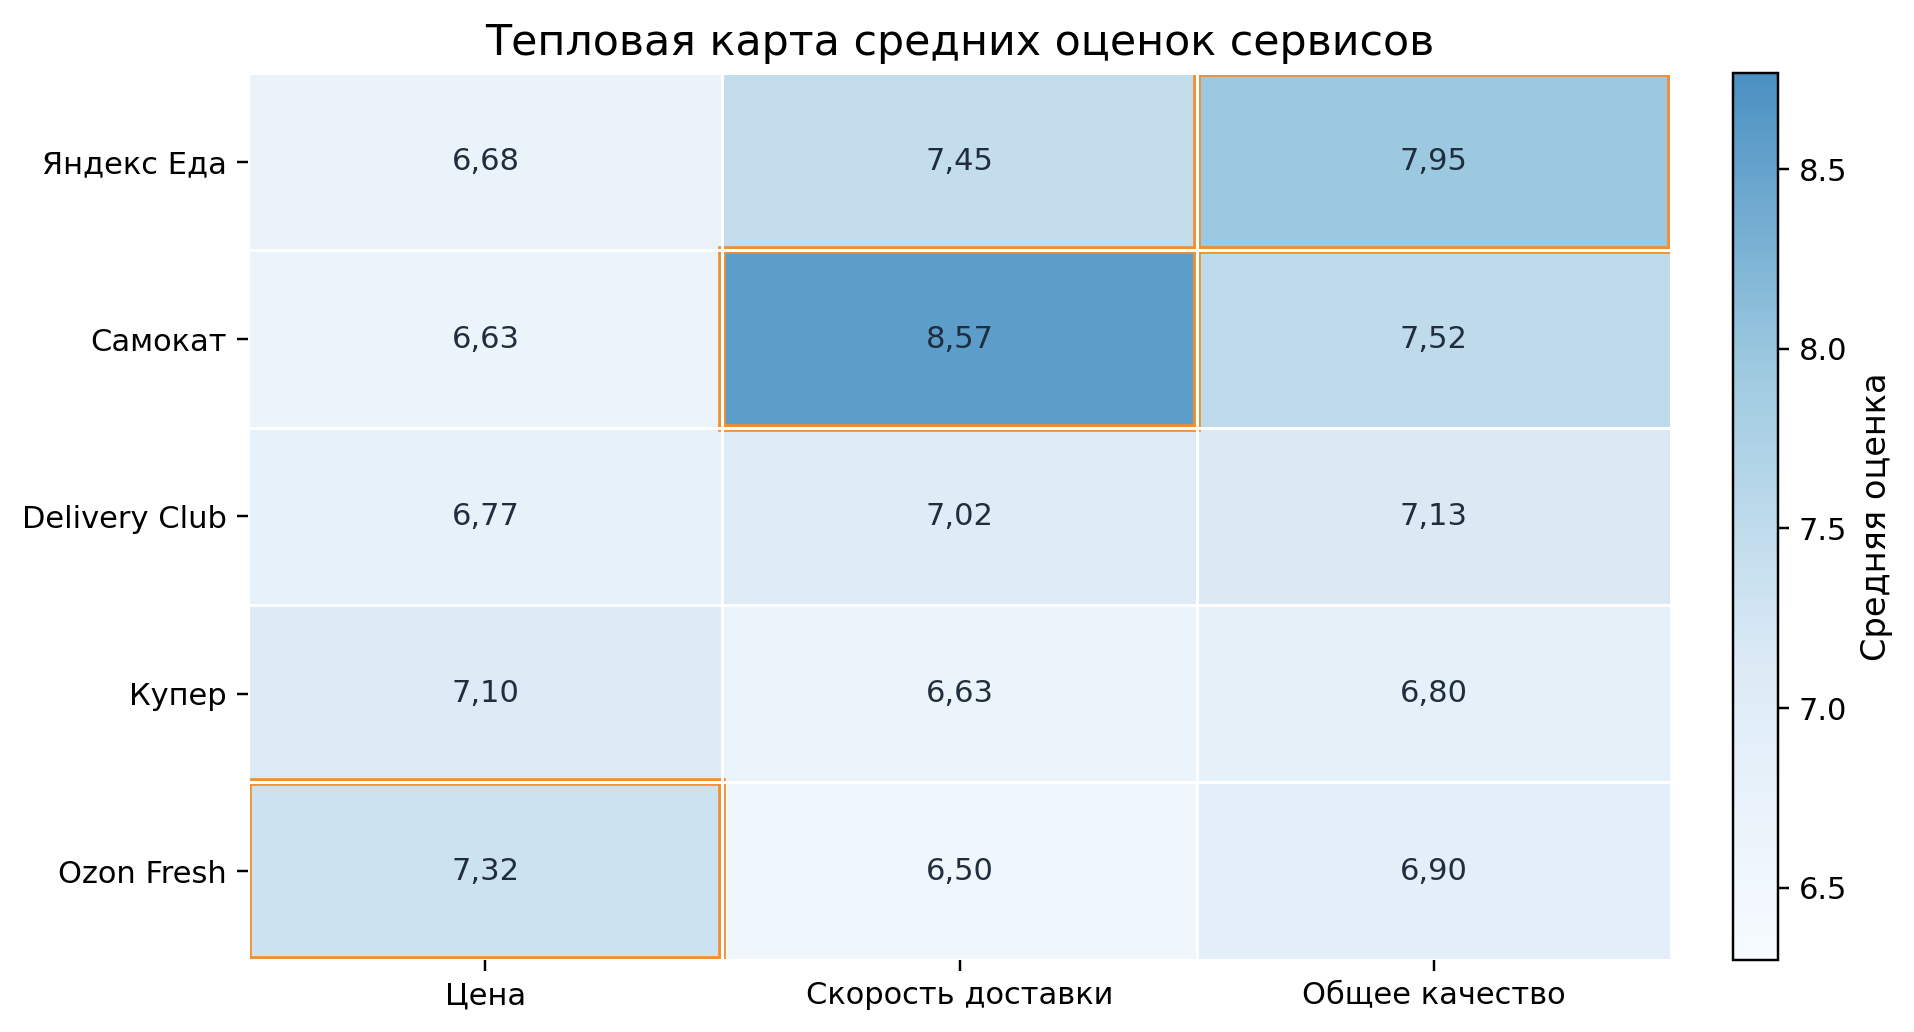 Тепловая карта средних оценок сервисов
Яндекс Еда 6,68 7,45 7,95
Самокат 6,63 8,57 7,52
Delivery Club 6,77 7,02 7,13
Купер 7,10 6,63 6,80
Ozon Fresh 7,32 6,50 6,90
Цена Скорость доставки Общее качество
8.5
8.0
7.5
7.0
6.5
Средняя оценка